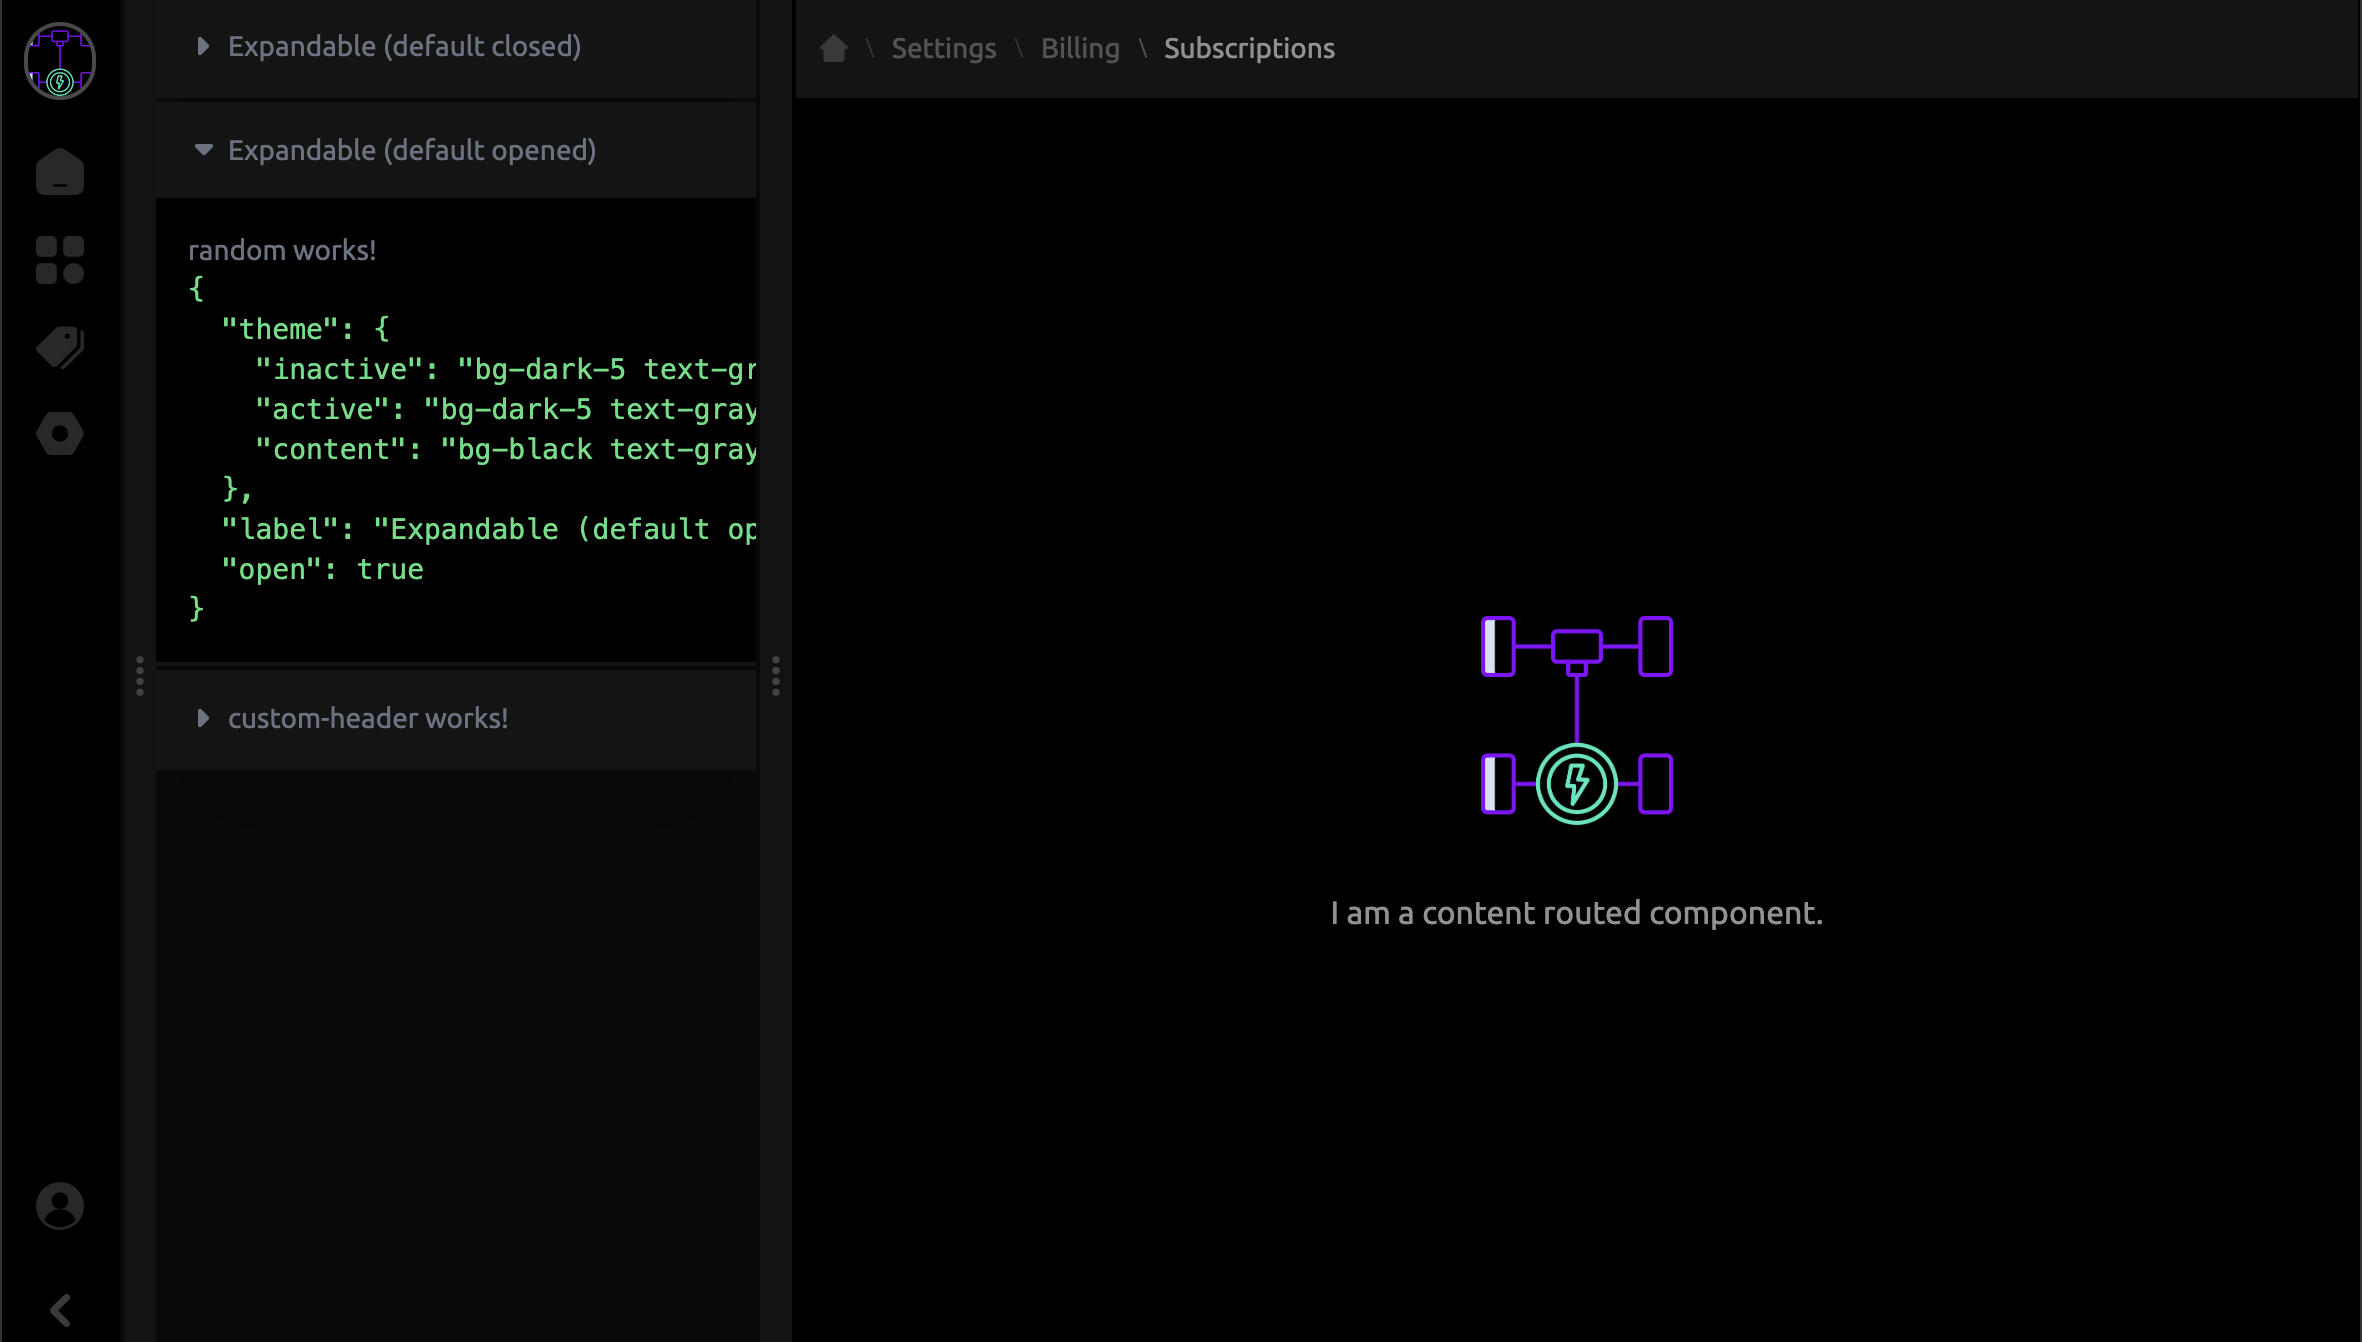 Expandable (default closed)
\ Settings \ Billing \ Subscriptions
Expandable (default opened)
random works!
{
  "theme": {
    "inactive": "bg-dark-5 text-gr
    "active": "bg-dark-5 text-gray
    "content": "bg-black text-gray
  },
  "label": "Expandable (default op
  "open": true
}
custom-header works!
I am a content routed component.